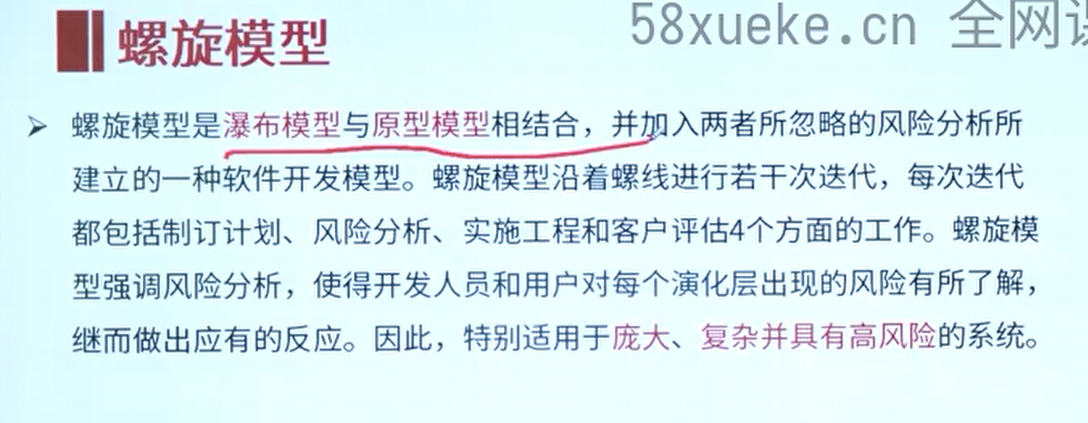 58xueke.cn 全网课
螺旋模型
➢ 螺旋模型是瀑布模型与原型模型相结合，并加入两者所忽略的风险分析所
建立的一种软件开发模型。螺旋模型沿着螺线进行若干次迭代，每次迭代
都包括制订计划、风险分析、实施工程和客户评估4个方面的工作。螺旋模
型强调风险分析，使得开发人员和用户对每个演化层出现的风险有所了解，
继而做出应有的反应。因此，特别适用于庞大、复杂并具有高风险的系统。